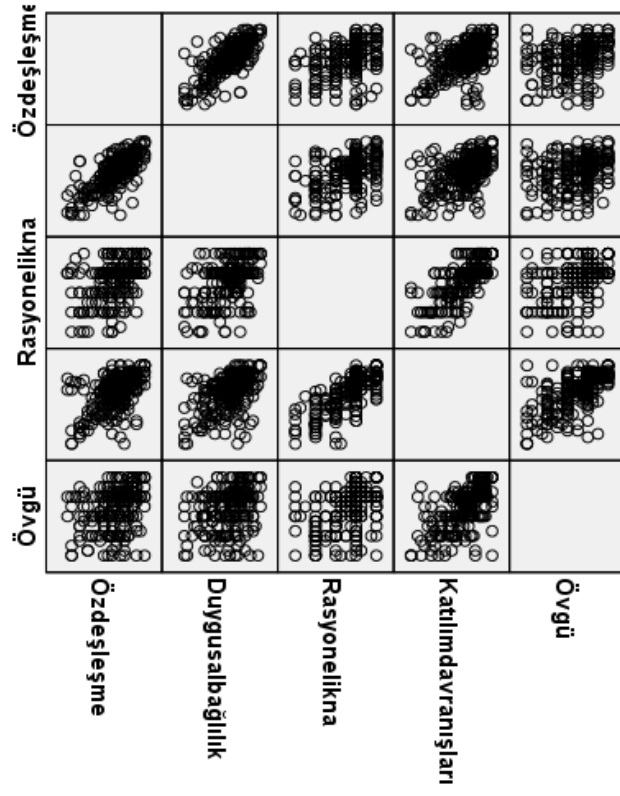 Özdeşleşme
Rasyonelikna
Övgü
Özdeşleşme
Duygusalbağlılık
Rasyonelikna
Katılımdavranışları
Övgü